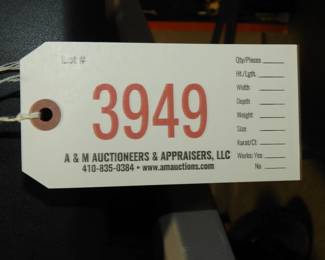 Lot #
3949
A & M AUCTIONEERS & APPRAISERS, LLC
410-835-0384 • www.amauctions.com
Qty/Pieces
Ht./Lgth.
Width
Depth
Weight
Size
Karat/Ct
Works: Yes
No